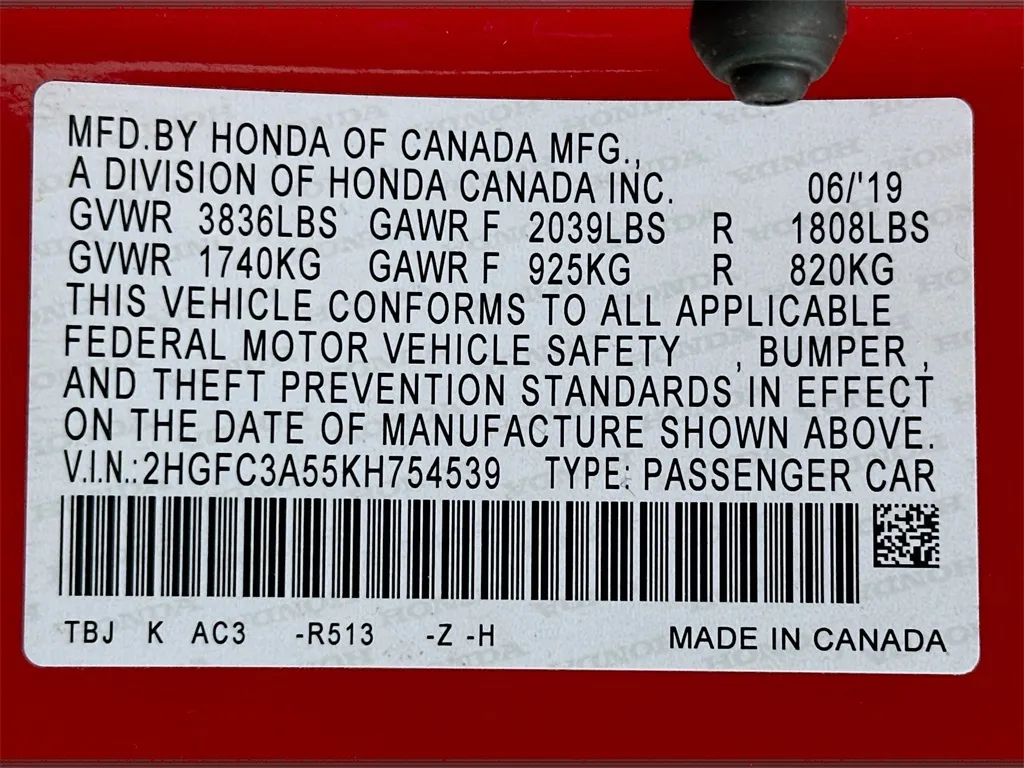 MFD.BY HONDA OF CANADA MFG.,
A DIVISION OF HONDA CANADA INC. 06/'19
GVWR 3836LBS GAWR F 2039LBS R 1808LBS
GVWR 1740KG GAWR F 925KG R 820KG
THIS VEHICLE CONFORMS TO ALL APPLICABLE
FEDERAL MOTOR VEHICLE SAFETY , BUMPER ,
AND THEFT PREVENTION STANDARDS IN EFFECT
ON THE DATE OF MANUFACTURE SHOWN ABOVE.
V.I.N.:2HGFC3A55KH754539 TYPE: PASSENGER CAR
TBJ K AC3 -R513 -Z -H MADE IN CANADA